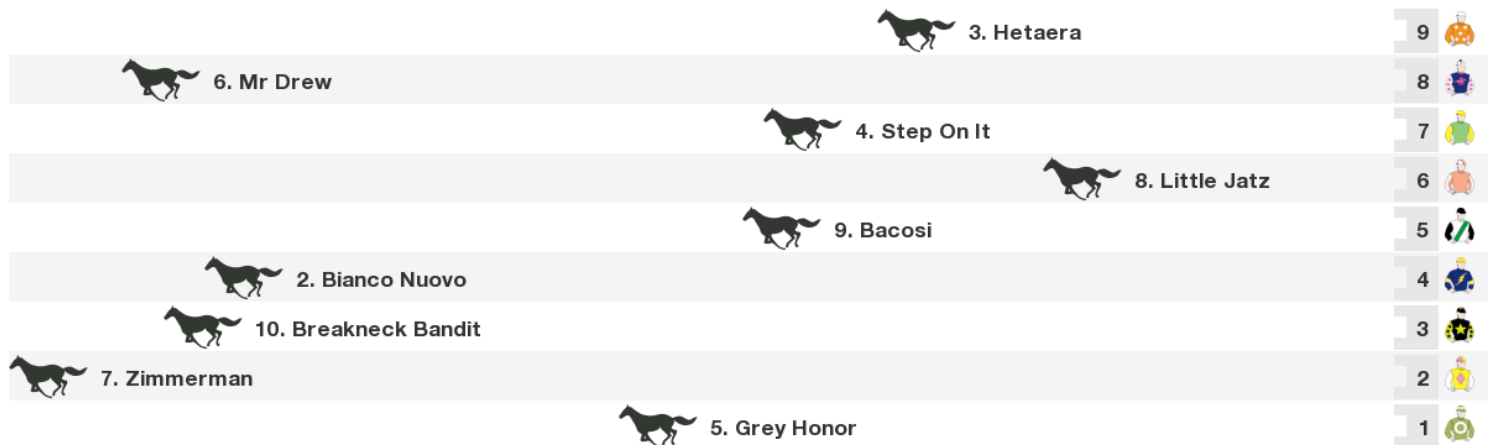 3. Hetaera 9
6. Mr Drew 8
4. Step On It 7
8. Little Jatz 6
9. Bacosi 5
2. Bianco Nuovo 4
10. Breakneck Bandit 3
7. Zimmerman 2
5. Grey Honor 1